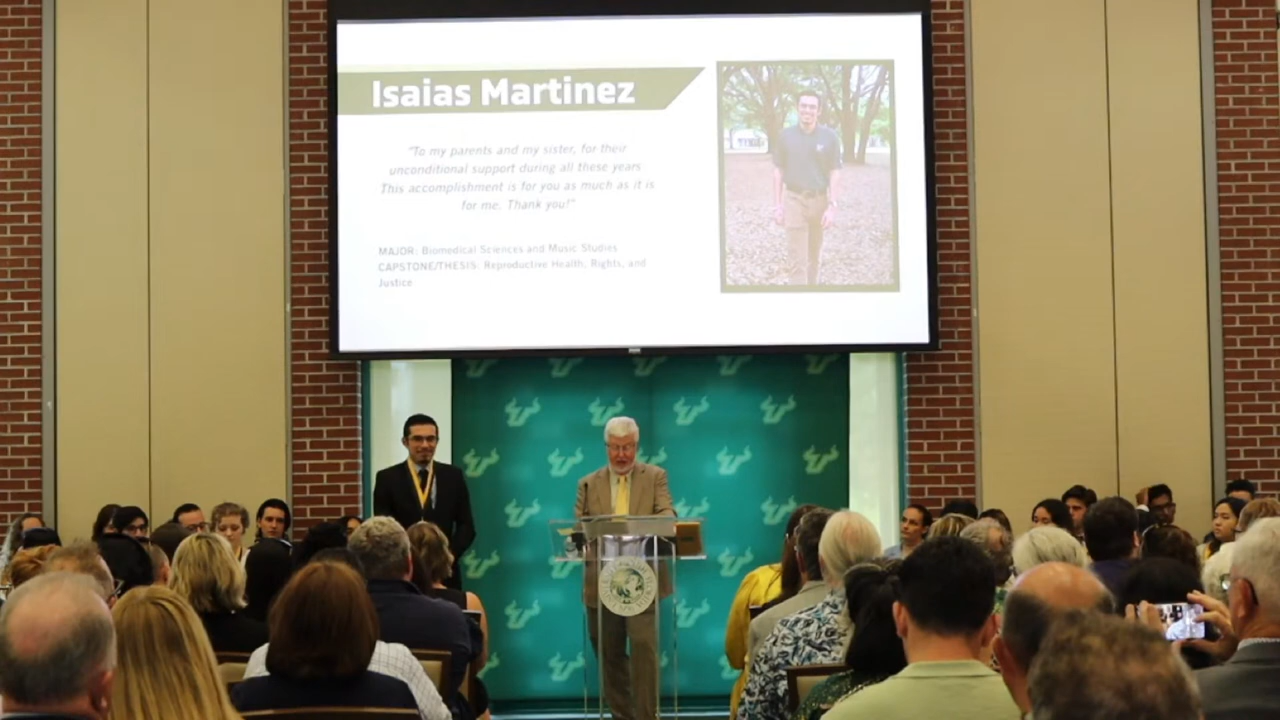 Isaias Martinez
"To my parents and my sister, for their
unconditional support during all these years
This accomplishment is for you as much as it is
for me. Thank you!"
MAJOR: Biomedical Sciences and Music Studies
CAPSTONE/THESIS: Reproductive Health, Rights, and
Justice